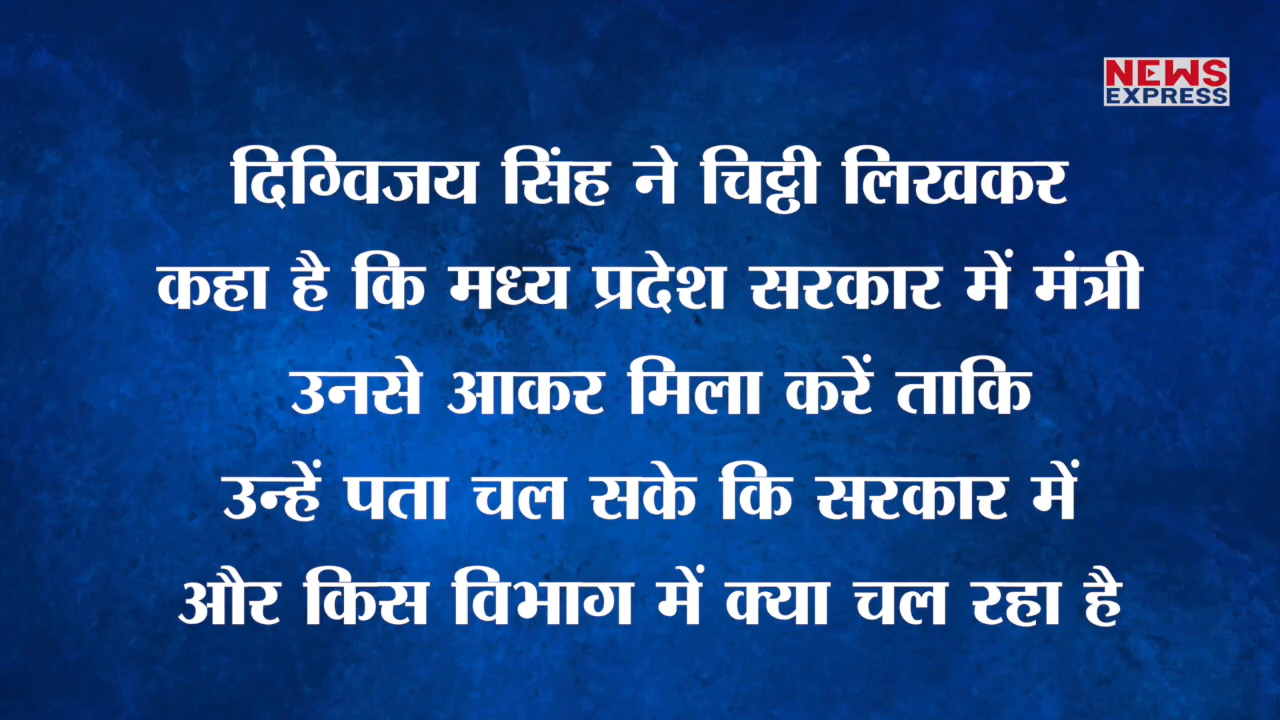 NEWS
EXPRESS
दिग्विजय सिंह ने चिट्ठी लिखकर
कहा है कि मध्य प्रदेश सरकार में मंत्री
उनसे आकर मिला करें ताकि
उन्हें पता चल सके कि सरकार में
और किस विभाग में क्या चल रहा है